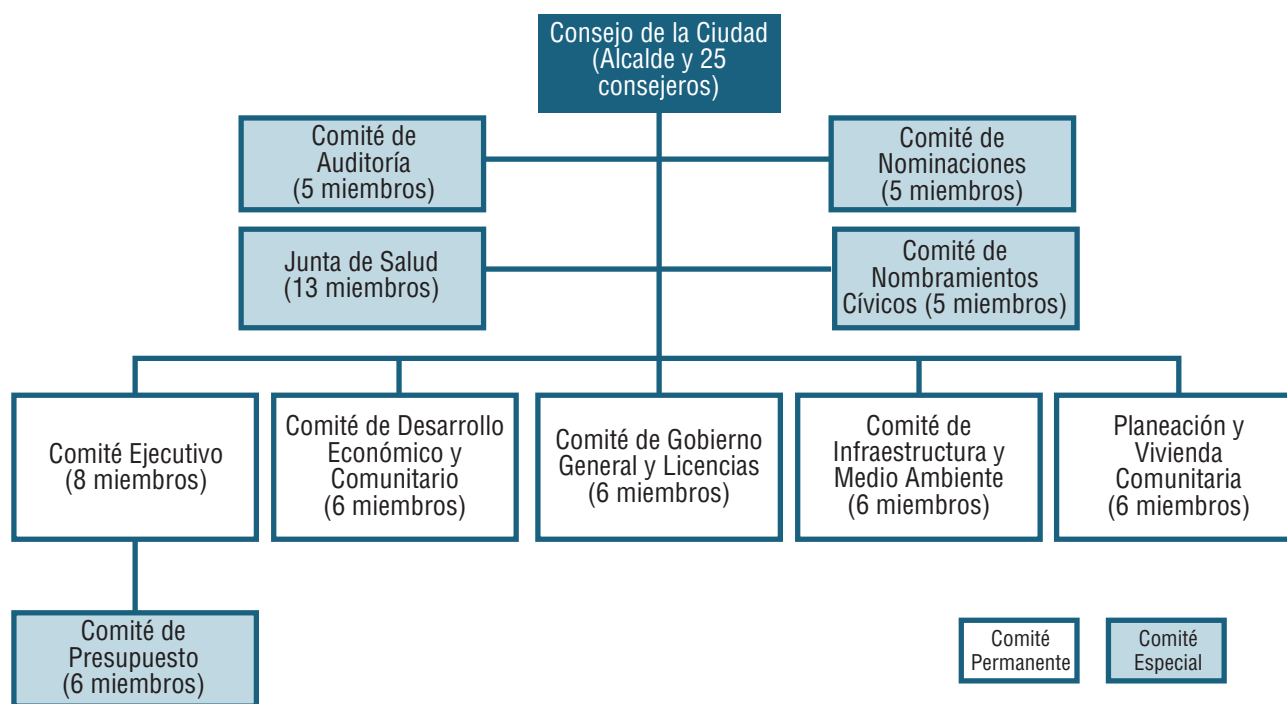 Consejo de la Ciudad
(Alcalde y 25
consejeros)
Comité de
Auditoría
(5 miembros)
Comité de
Nominaciones
(5 miembros)
Junta de Salud
(13 miembros)
Comité de
Nombramientos
Cívicos (5 miembros)
Comité Ejecutivo
(8 miembros)
Comité de Desarrollo
Económico y
Comunitario
(6 miembros)
Comité de Gobierno
General y Licencias
(6 miembros)
Comité de
Infraestructura y
Medio Ambiente
(6 miembros)
Planeación y
Vivienda
Comunitaria
(6 miembros)
Comité de
Presupuesto
(6 miembros)
Comité
Permanente
Comité
Especial